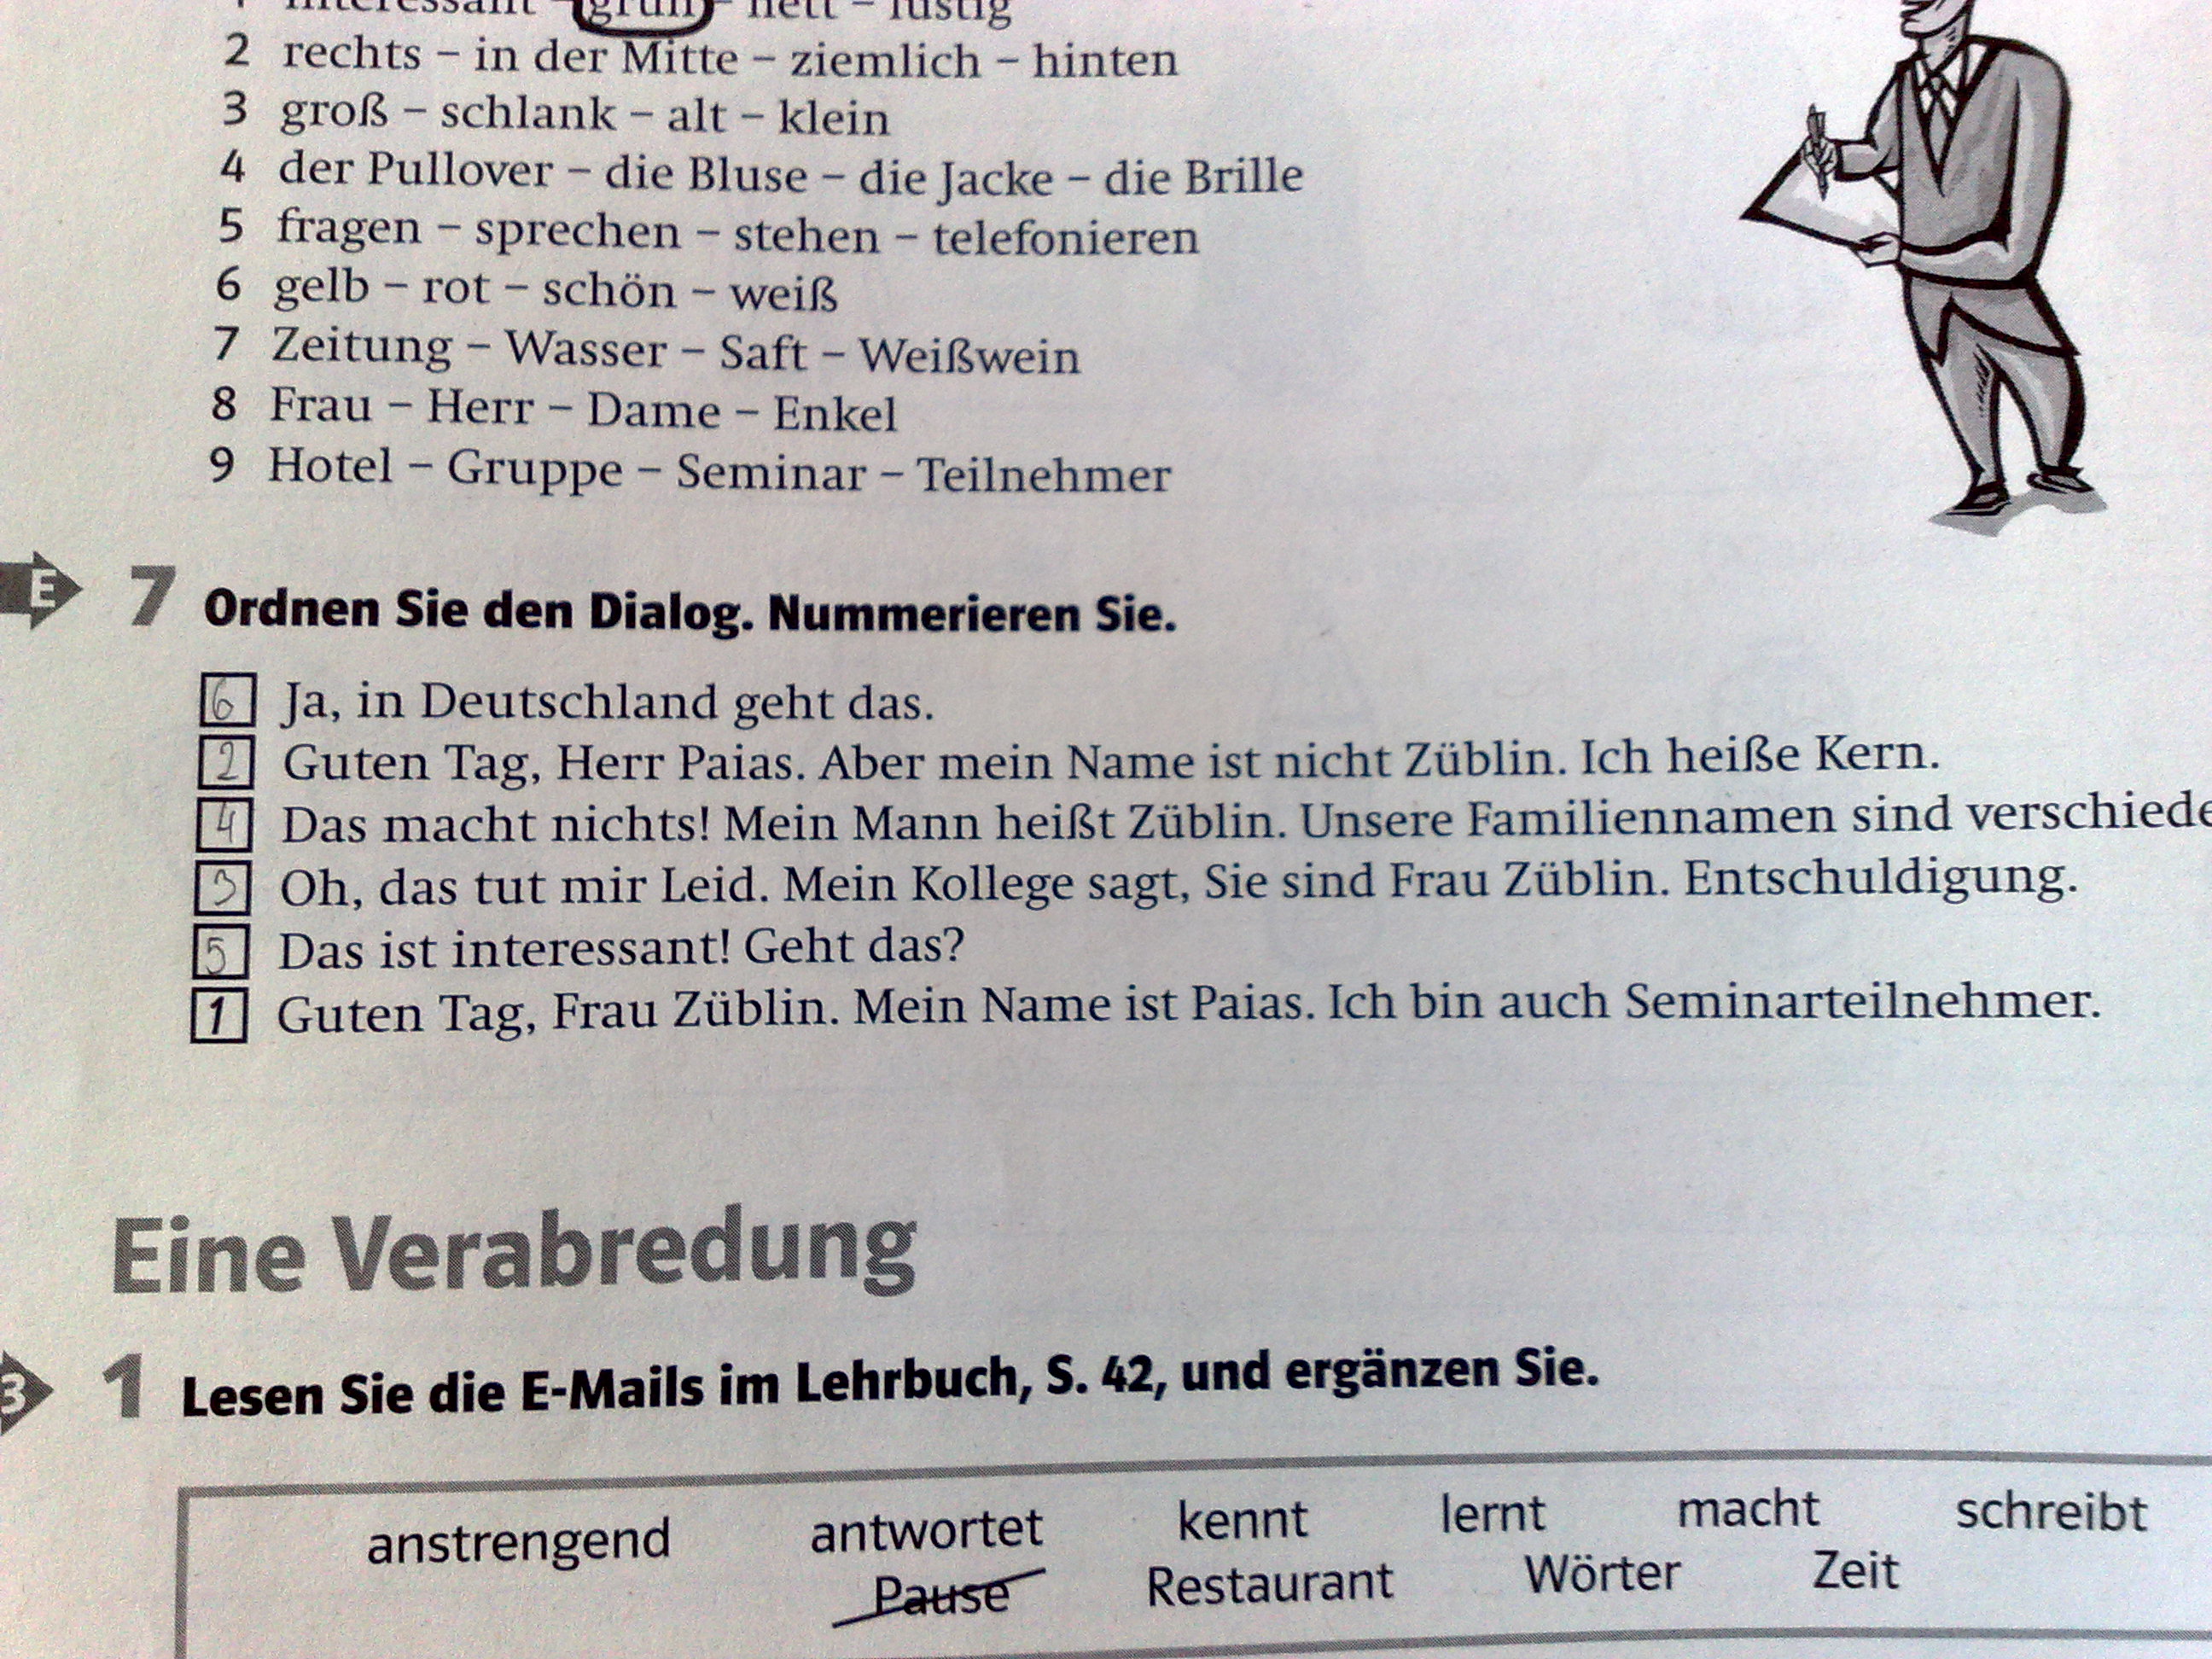 1 interessant – grün – nett – lustig
2 rechts – in der Mitte – ziemlich – hinten
3 groß – schlank – alt – klein
4 der Pullover – die Bluse – die Jacke – die Brille
5 fragen – sprechen – stehen – telefonieren
6 gelb – rot – schön – weiß
7 Zeitung – Wasser – Saft – Weißwein
8 Frau – Herr – Dame – Enkel
9 Hotel – Gruppe – Seminar – Teilnehmer
E 7 Ordnen Sie den Dialog. Nummerieren Sie.
6 Ja, in Deutschland geht das.
2 Guten Tag, Herr Paias. Aber mein Name ist nicht Züblin. Ich heiße Kern.
4 Das macht nichts! Mein Mann heißt Züblin. Unsere Familiennamen sind verschiede
3 Oh, das tut mir Leid. Mein Kollege sagt, Sie sind Frau Züblin. Entschuldigung.
5 Das ist interessant! Geht das?
1 Guten Tag, Frau Züblin. Mein Name ist Paias. Ich bin auch Seminarteilnehmer.
Eine Verabredung
3 1 Lesen Sie die E-Mails im Lehrbuch, S. 42, und ergänzen Sie.
anstrengend antwortet kennt lernt macht schreibt
Pause Restaurant Wörter Zeit